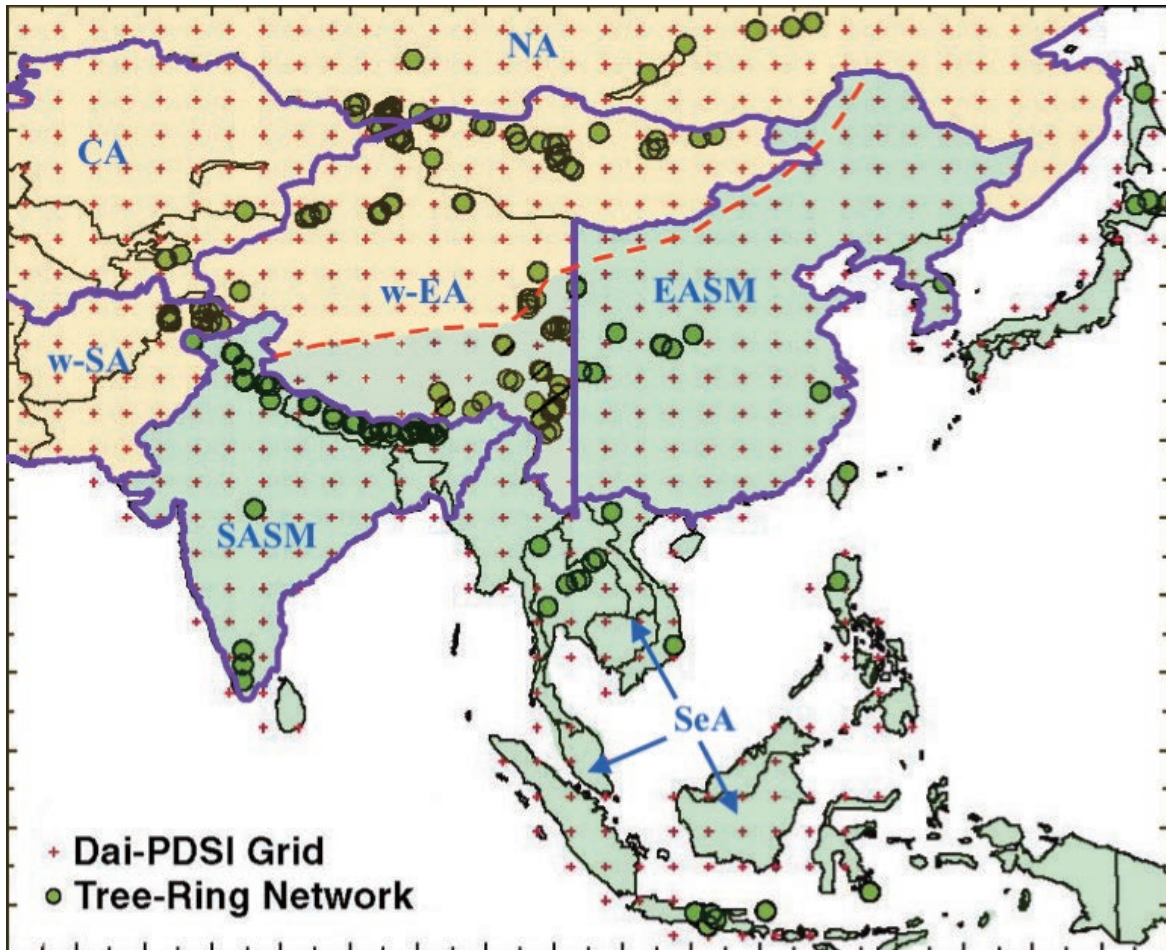 NA
CA
w-EA
EASM
w-SA
SASM
SeA
Dai-PDSI Grid
Tree-Ring Network